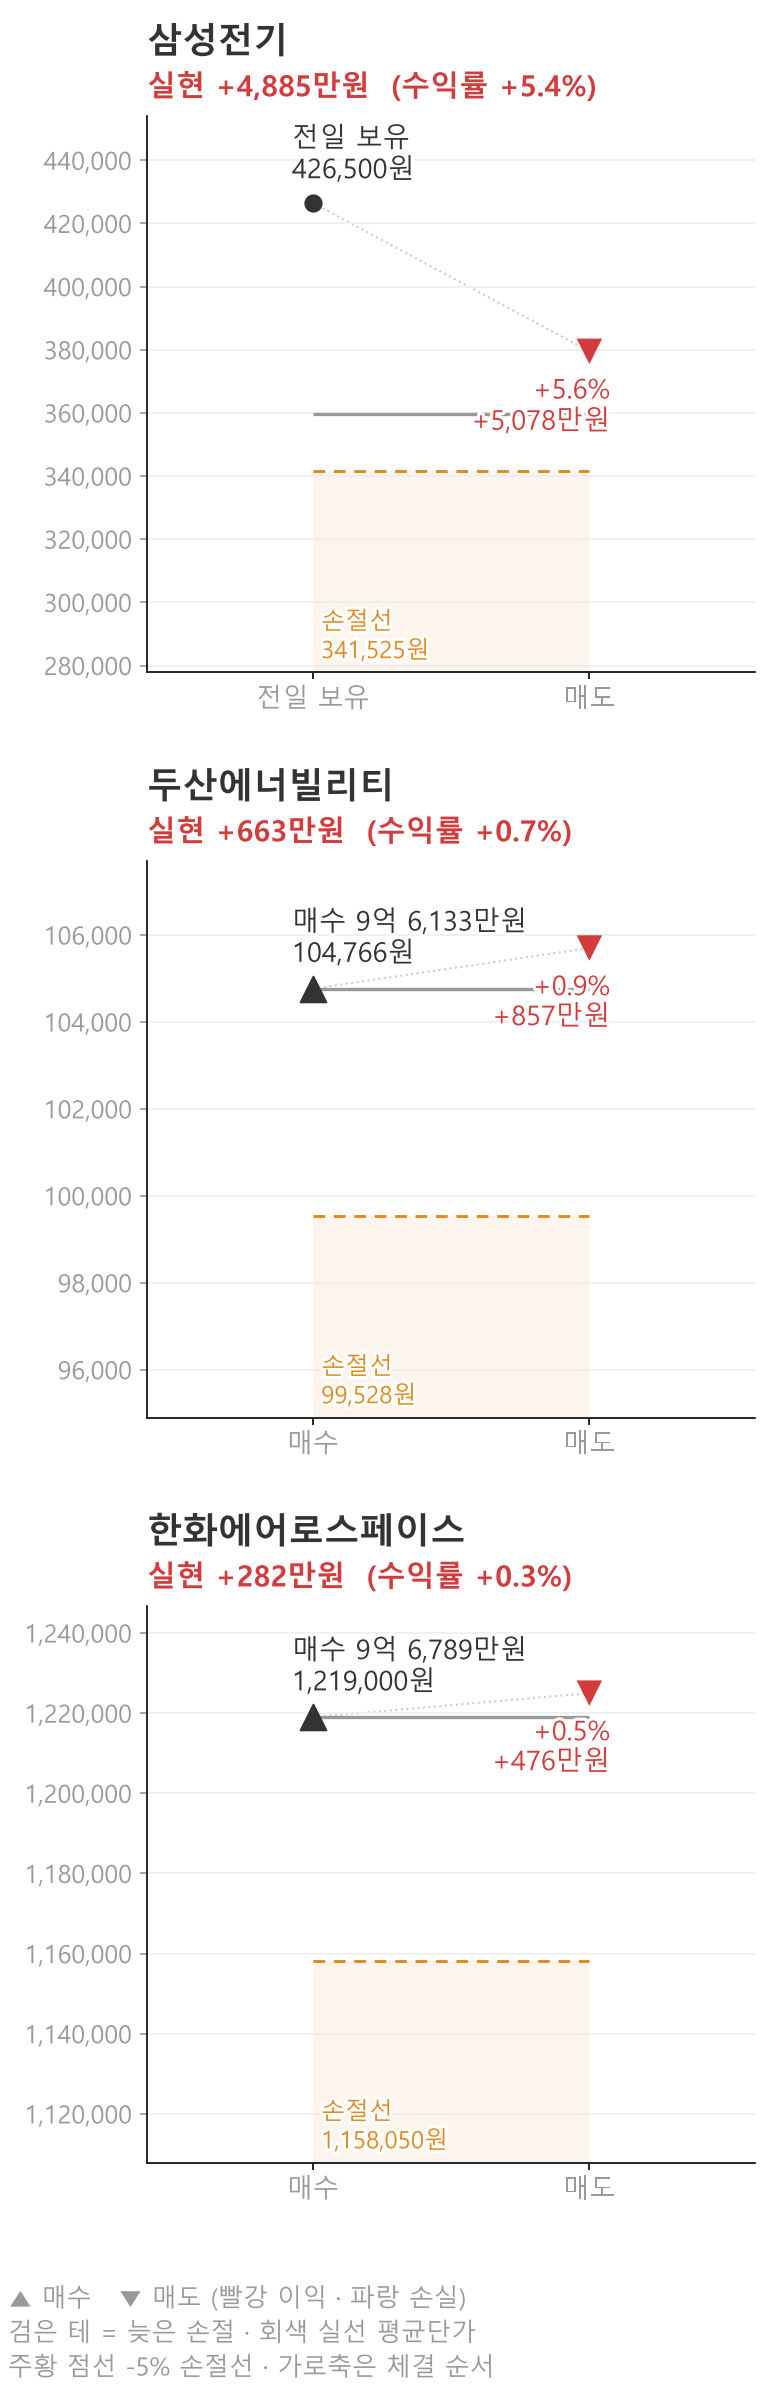 삼성전기
실현 +4,885만원 (수익률 +5.4%)
전일 보유
426,500원
440,000
420,000
400,000
380,000
360,000
340,000
320,000
300,000
280,000
+5.6%
+5,078만원
손절선
341,525원
전일 보유 매도
두산에너빌리티
실현 +663만원 (수익률 +0.7%)
매수 9억 6,133만원
104,766원
106,000
104,000
102,000
100,000
98,000
96,000
+0.9%
+857만원
손절선
99,528원
매수 매도
한화에어로스페이스
실현 +282만원 (수익률 +0.3%)
매수 9억 6,789만원
1,219,000원
1,240,000
1,220,000
1,200,000
1,180,000
1,160,000
1,140,000
1,120,000
+0.5%
+476만원
손절선
1,158,050원
매수 매도
▲ 매수 ▼ 매도 (빨강 이익 · 파랑 손실)
검은 테 = 늦은 손절 · 회색 실선 평균단가
주황 점선 -5% 손절선 · 가로축은 체결 순서